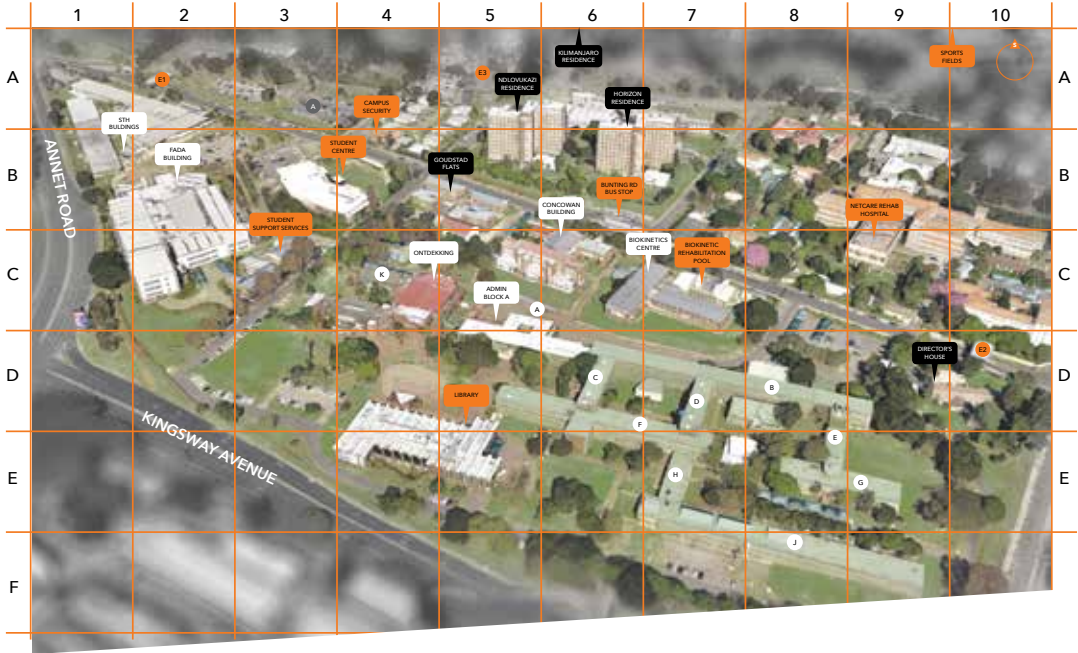 1 2 3 4 5 6 7 8 9 10
A
A
B
B
C
C
D
D
E
E
F
ANNET ROAD
KINGSWAY AVENUE
E1
E3
A
S
KILIMANJARO
RESIDENCE
SPORTS
FIELDS
NDLOVUKAZI
RESIDENCE
HORIZON
RESIDENCE
CAMPUS
SECURITY
STH
BULDINGS
FADA
BUILDING
STUDENT
CENTRE
GOUDSTAD
FLATS
BUNTING RD
BUS STOP
CONCOWAN
BUILDING
NETCARE REHAB
HOSPITAL
STUDENT
SUPPORT SERVICES
ONTDEKKING
BIOKINETICS
CENTRE
BIOKINETIC
REHABILITATION
POOL
K
ADMIN
BLOCK A
A
DIRECTOR'S
HOUSE
E2
LIBRARY
C
B
D
F
E
H
G
J